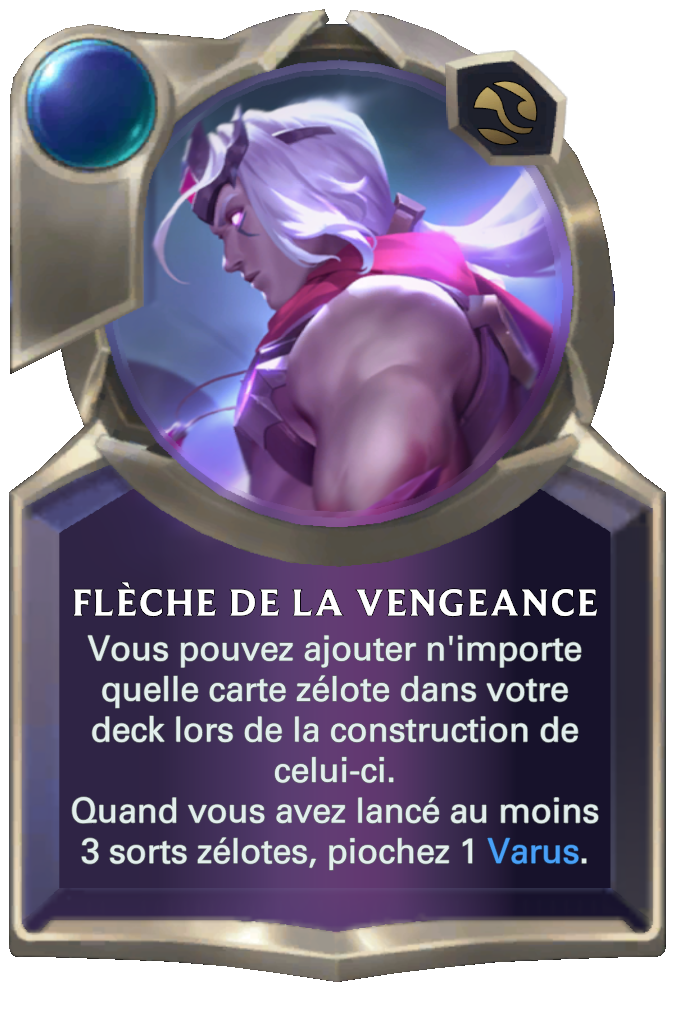 FLÈCHE DE LA VENGEANCE
Vous pouvez ajouter n'importe
quelle carte zélote dans votre
deck lors de la construction de
celui-ci.
Quand vous avez lancé au moins
3 sorts zélotes, piochez 1 Varus.